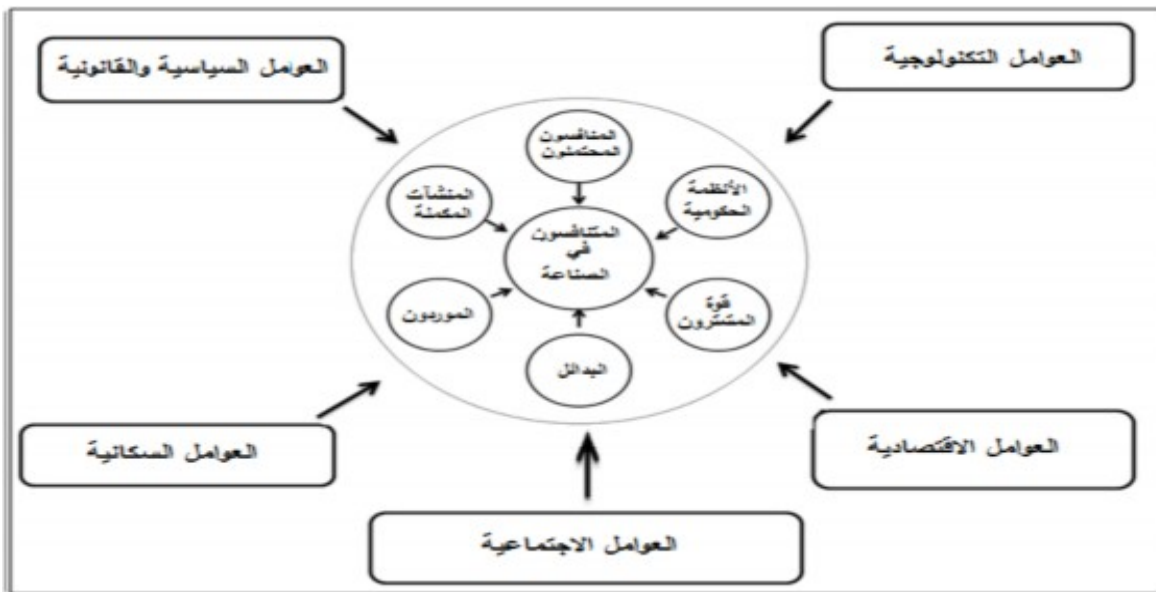 العوامل التكنولوجية
العوامل السياسية والقانونية
المنافسون
المحتملون
الأنظمة
الحكومية
المنشآت
المكملة
المتنافسون
في
الصناعة
قوة
المشترون
الموردون
البدائل
العوامل الاقتصادية
العوامل السكانية
العوامل الاجتماعية